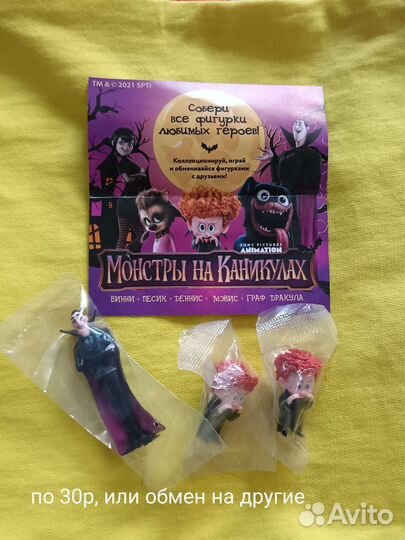 TM & © 2021 SPTI
Собери
все фигурки
любимых героев!
Коллекционируй, играй
и обменивайся фигурками
с друзьями!
SONY PICTURES
ANIMATION
Монстры на Каникулах
ВИННИ • ПЕСИК • ДЕННИС • МЭВИС • ГРАФ ДРАКУЛА
по 30р, или обмен на другие
Avito